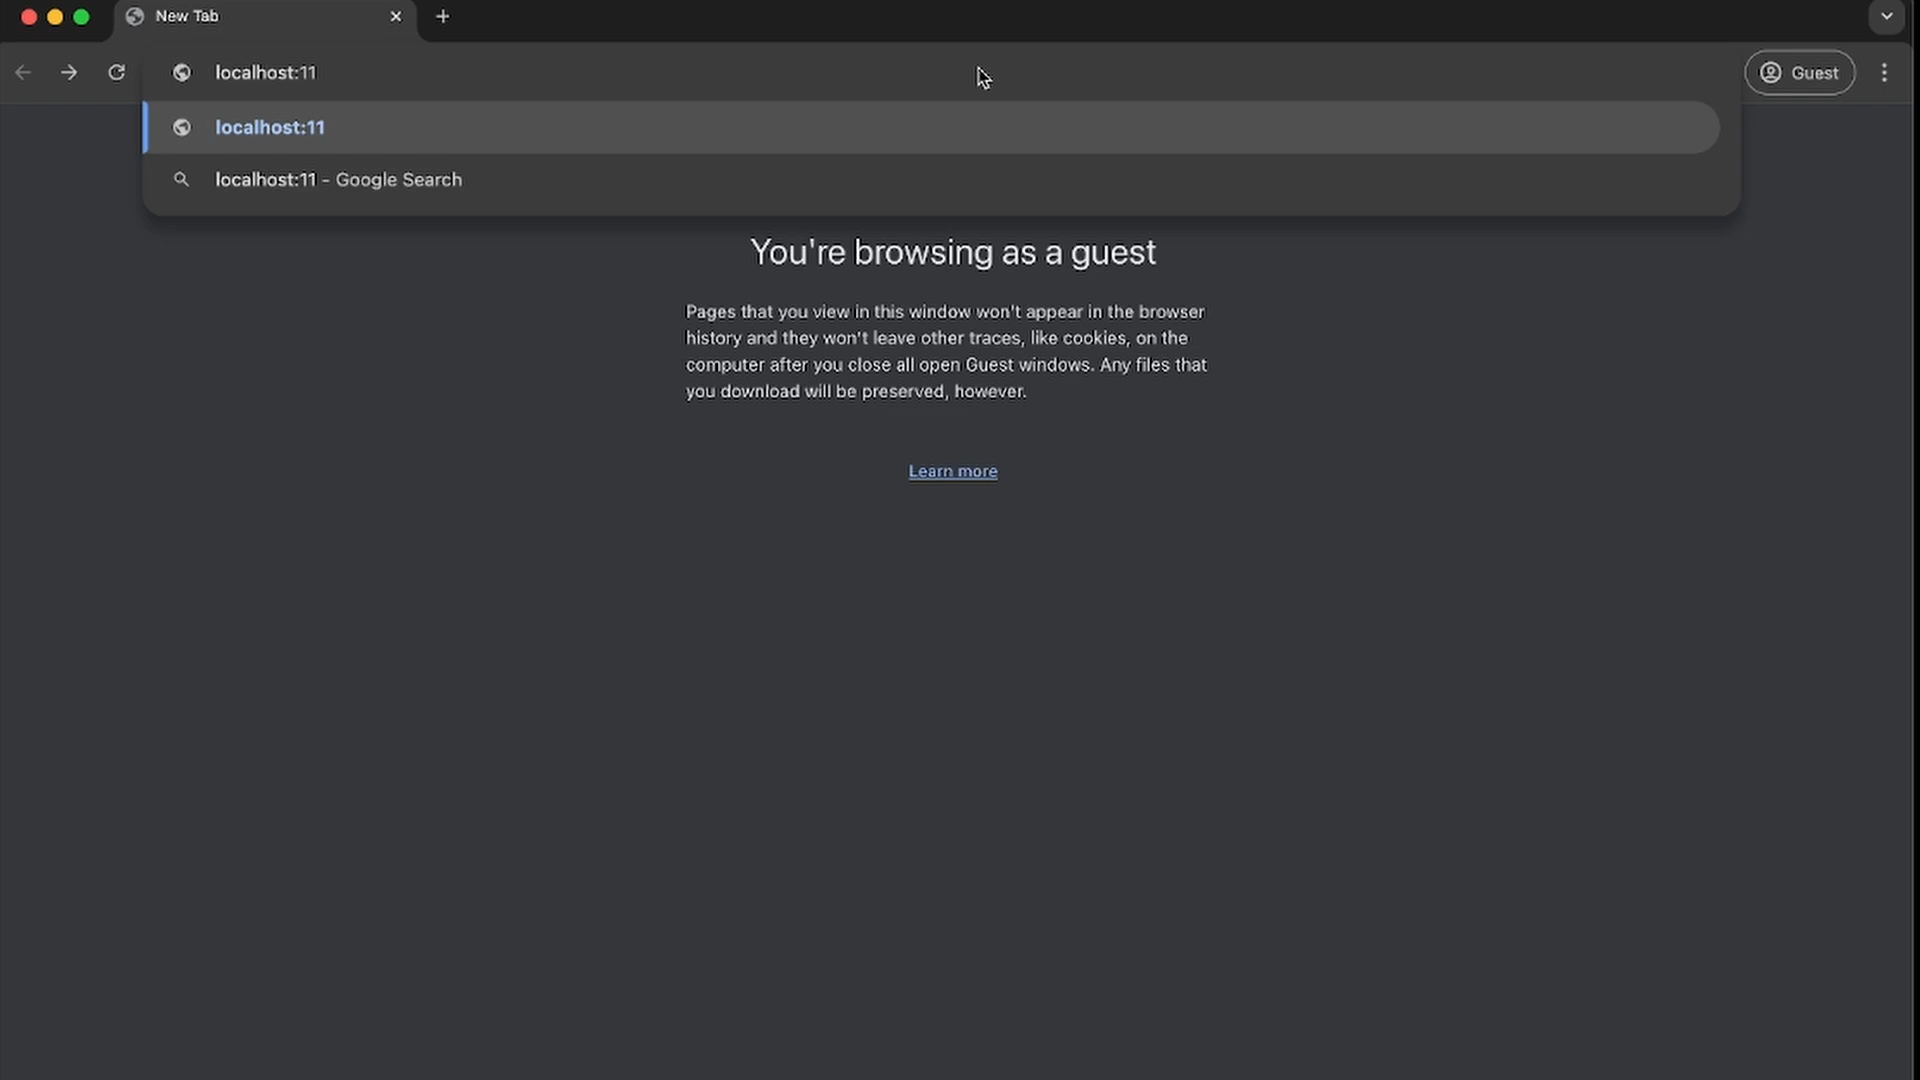 New Tab
localhost:11
Guest
localhost:11
localhost:11 - Google Search
You're browsing as a guest
Pages that you view in this window won't appear in the browser
history and they won't leave other traces, like cookies, on the
computer after you close all open Guest windows. Any files that
you download will be preserved, however.
Learn more